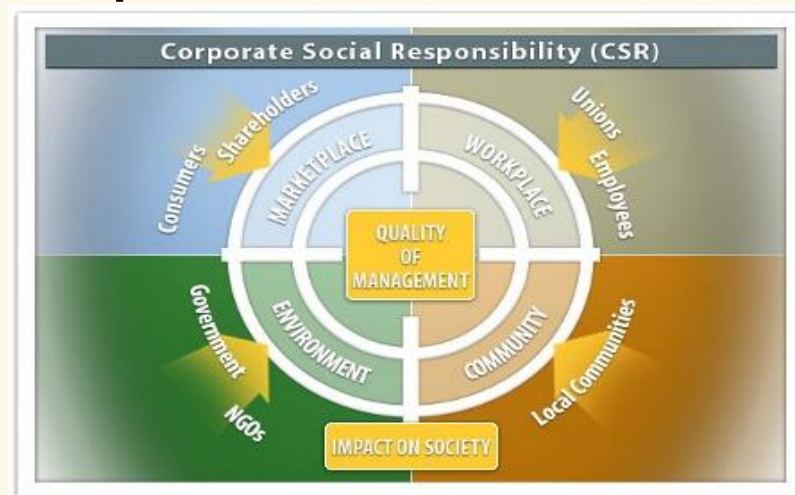 Corporate Social Responsibility (CSR)
Consumers
Shareholders
MARKETPLACE
WORKPLACE
Unions
Employees
QUALITY
OF
MANAGEMENT
Government
NGOs
ENVIRONMENT
COMMUNITY
Local Communities
IMPACT ON SOCIETY